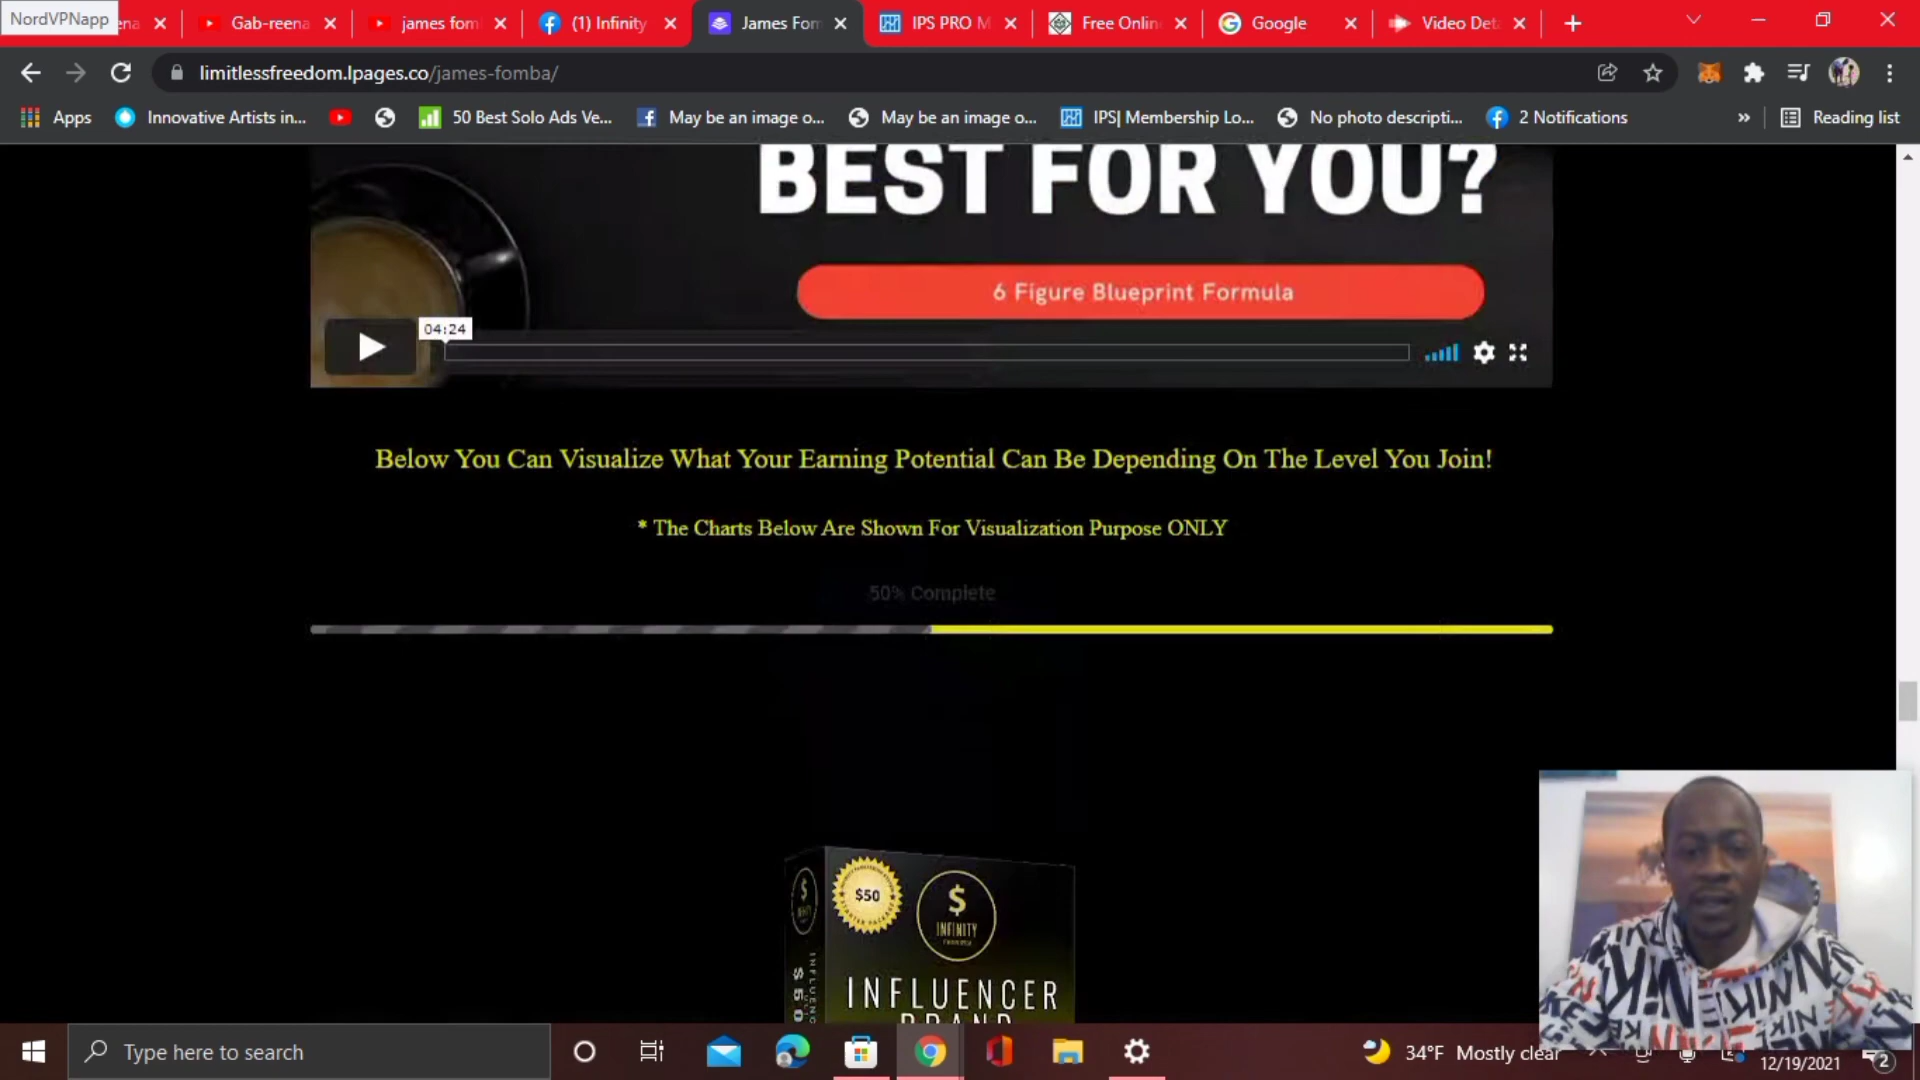 NordVPNapp
ena
Gab-reena
james fom
(1) Infinity
James Fom
IPS PRO M
Free Onlin
Google
Video Det
limitlessfreedom.lpages.co/james-fomba/
Apps
Innovative Artists in...
50 Best Solo Ads Ve...
May be an image o...
May be an image o...
IPS| Membership Lo...
No photo descripti...
2 Notifications
»
Reading list
BEST FOR YOU?
6 Figure Blueprint Formula
04:24
Below You Can Visualize What Your Earning Potential Can Be Depending On The Level You Join!
* The Charts Below Are Shown For Visualization Purpose ONLY
50% Complete
$50
$
INFINITY
INFLUENCER
BRAND
Type here to search
34°F Mostly clear
12/19/2021
2